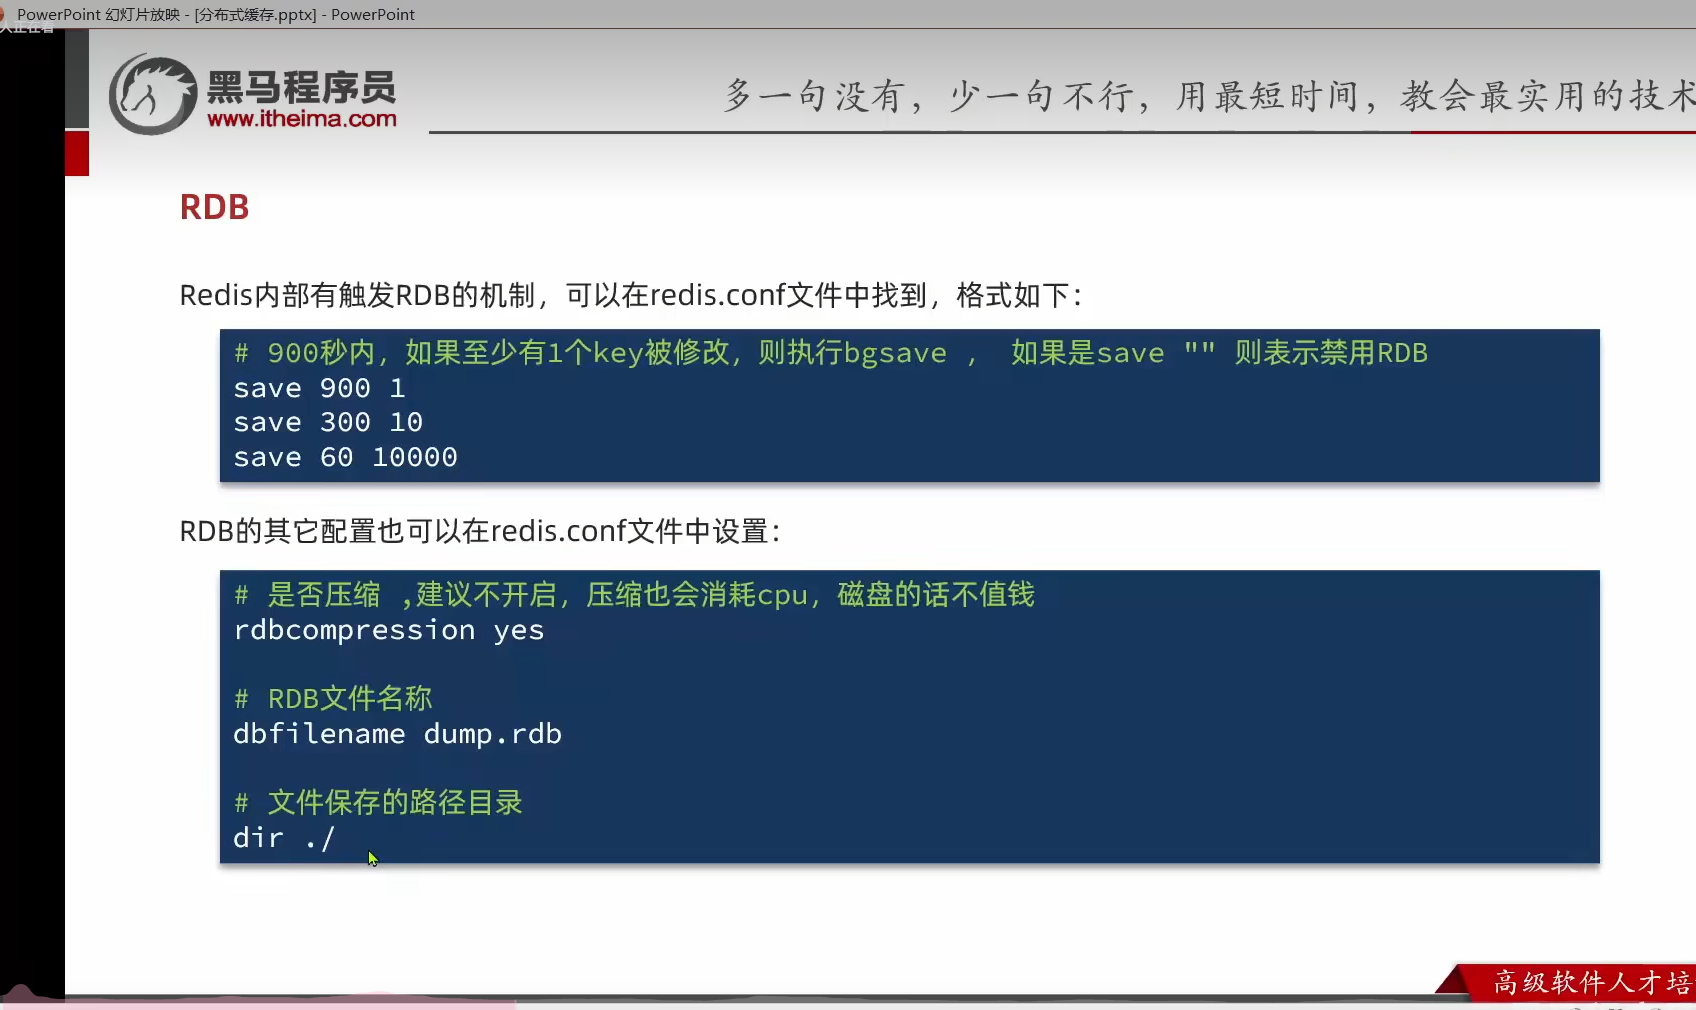 PowerPoint 幻灯片放映 - [分布式缓存.pptx] - PowerPoint
人正在看
黑马程序员
www.itheima.com
多一句没有，少一句不行，用最短时间，教会最实用的技术
RDB
Redis内部有触发RDB的机制，可以在redis.conf文件中找到，格式如下：
# 900秒内，如果至少有1个key被修改，则执行bgsave ， 如果是save "" 则表示禁用RDB
save 900 1
save 300 10
save 60 10000
RDB的其它配置也可以在redis.conf文件中设置：
# 是否压缩 ,建议不开启，压缩也会消耗cpu，磁盘的话不值钱
rdbcompression yes
# RDB文件名称
dbfilename dump.rdb
# 文件保存的路径目录
dir ./
高级软件人才培